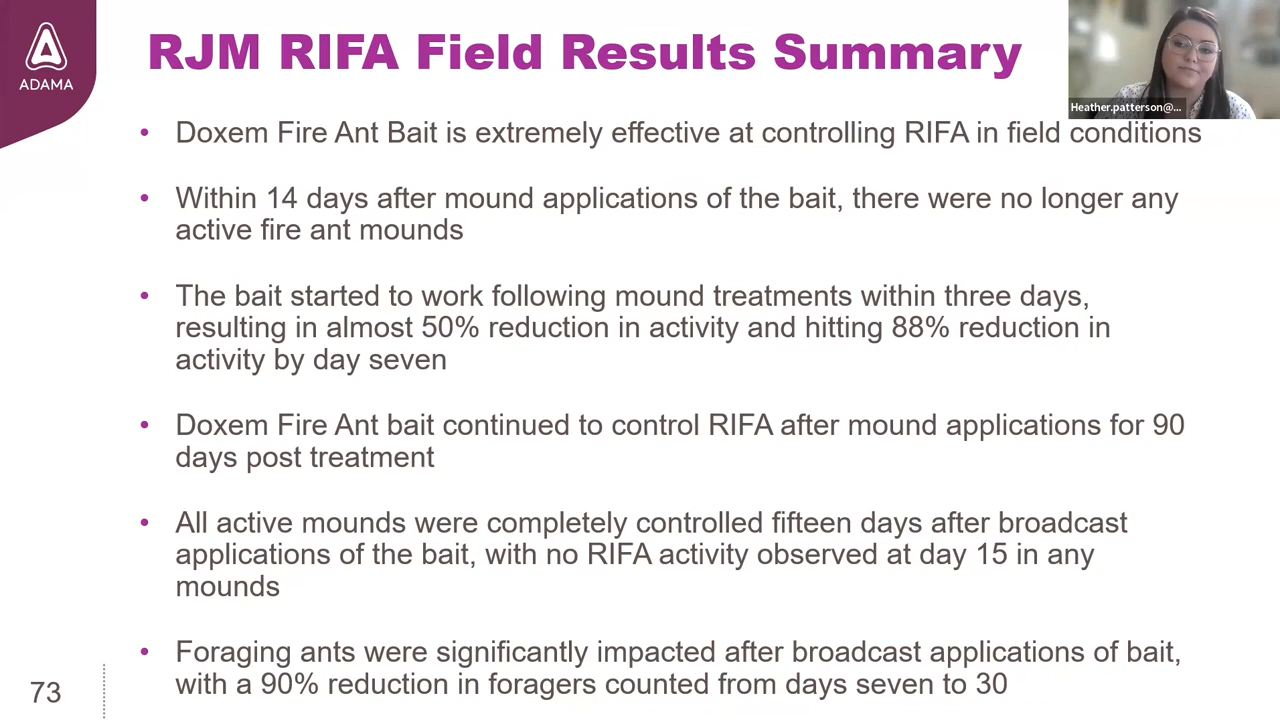 ADAMA
RJM RIFA Field Results Summary
Heather.patterson@...
• Doxem Fire Ant Bait is extremely effective at controlling RIFA in field conditions
• Within 14 days after mound applications of the bait, there were no longer any
active fire ant mounds
• The bait started to work following mound treatments within three days,
resulting in almost 50% reduction in activity and hitting 88% reduction in
activity by day seven
• Doxem Fire Ant bait continued to control RIFA after mound applications for 90
days post treatment
• All active mounds were completely controlled fifteen days after broadcast
applications of the bait, with no RIFA activity observed at day 15 in any
mounds
• Foraging ants were significantly impacted after broadcast applications of bait,
with a 90% reduction in foragers counted from days seven to 30
73